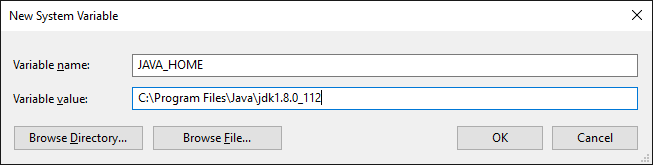 New System Variable
Variable name: JAVA_HOME
Variable value: C:\Program Files\Java\jdk1.8.0_112
Browse Directory... Browse File... OK Cancel